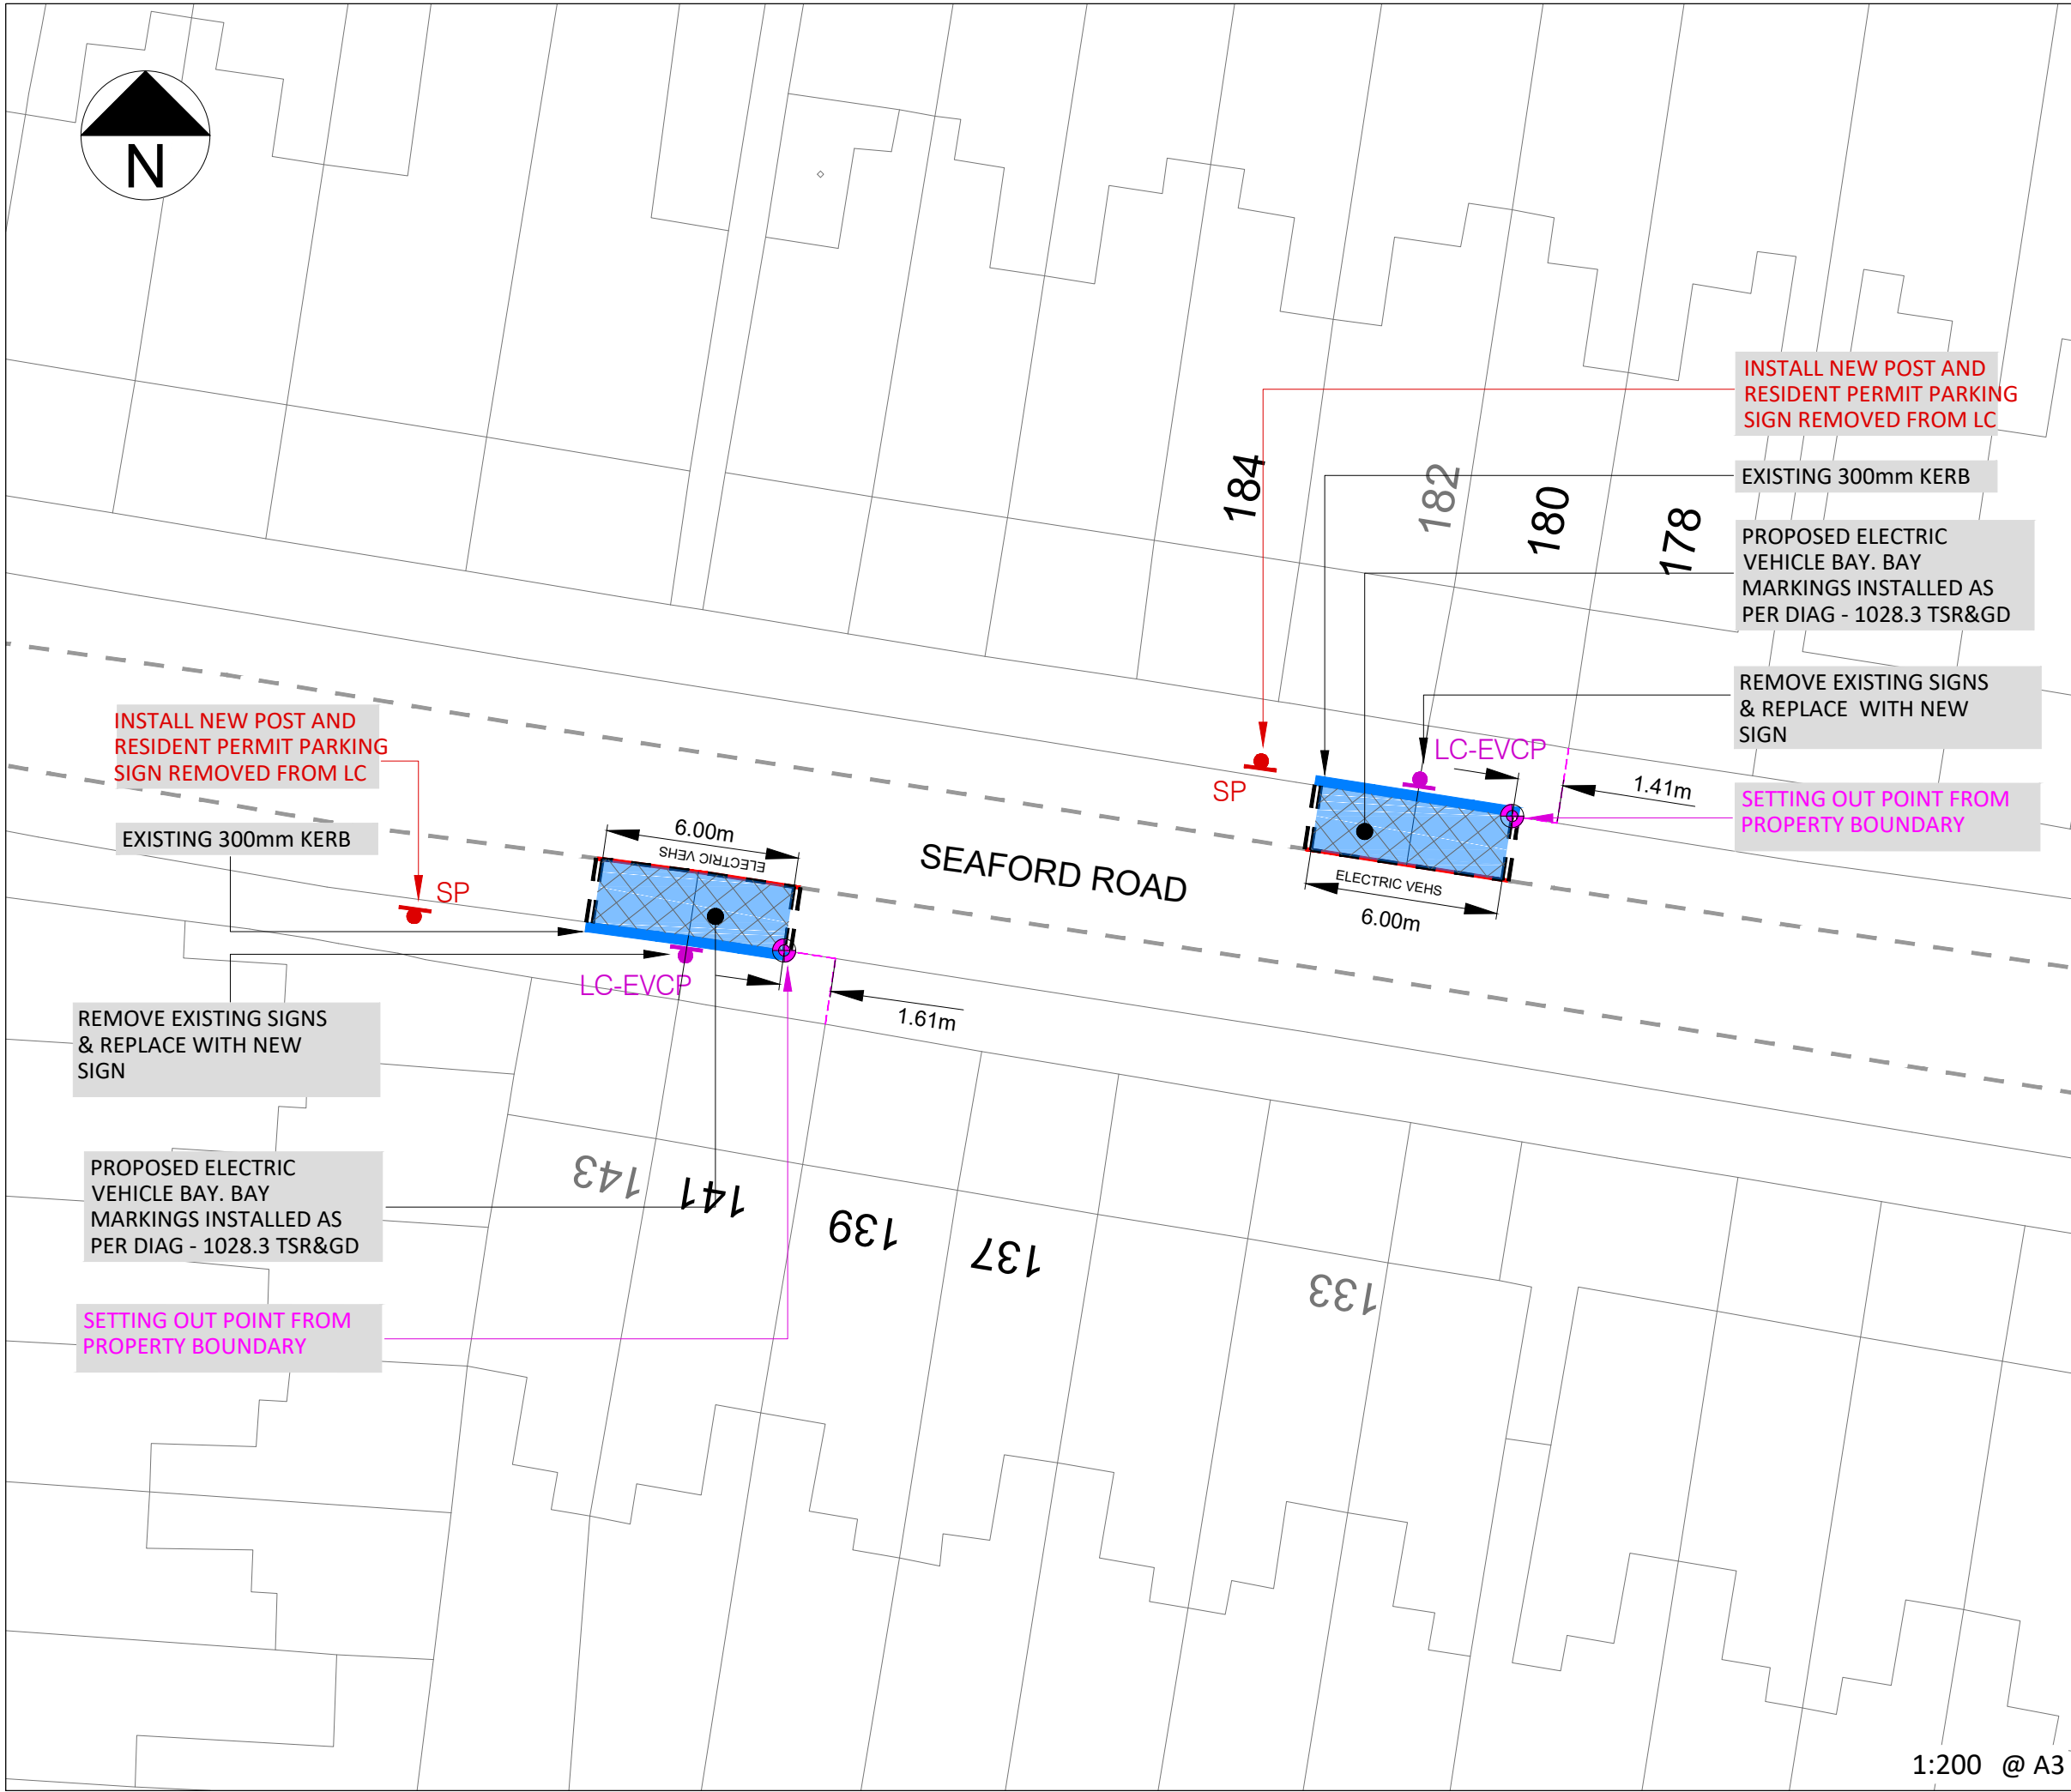 N
INSTALL NEW POST AND
RESIDENT PERMIT PARKING
SIGN REMOVED FROM LC
EXISTING 300mm KERB
PROPOSED ELECTRIC
VEHICLE BAY. BAY
MARKINGS INSTALLED AS
PER DIAG - 1028.3 TSR&GD
REMOVE EXISTING SIGNS
& REPLACE WITH NEW
SIGN
SETTING OUT POINT FROM
PROPERTY BOUNDARY
184
182
180
178
LC-EVCP
SP
1.41m
ELECTRIC VEHS
6.00m
SEAFORD ROAD
INSTALL NEW POST AND
RESIDENT PERMIT PARKING
SIGN REMOVED FROM LC
EXISTING 300mm KERB
SP
6.00m
ELECTRIC VEHS
LC-EVCP
1.61m
REMOVE EXISTING SIGNS
& REPLACE WITH NEW
SIGN
PROPOSED ELECTRIC
VEHICLE BAY. BAY
MARKINGS INSTALLED AS
PER DIAG - 1028.3 TSR&GD
SETTING OUT POINT FROM
PROPERTY BOUNDARY
143
141
139
137
133
1:200 @ A3